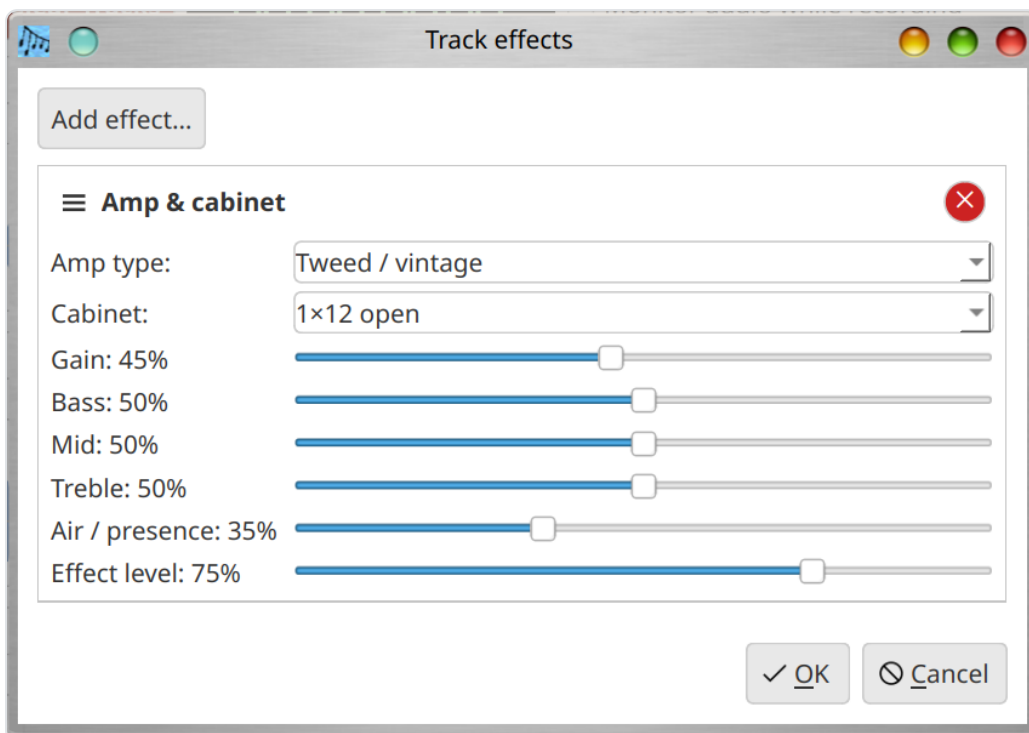 Track effects
Add effect...
Amp & cabinet
Amp type:
Tweed / vintage
Cabinet:
1×12 open
Gain: 45%
Bass: 50%
Mid: 50%
Treble: 50%
Air / presence: 35%
Effect level: 75%
OK
Cancel